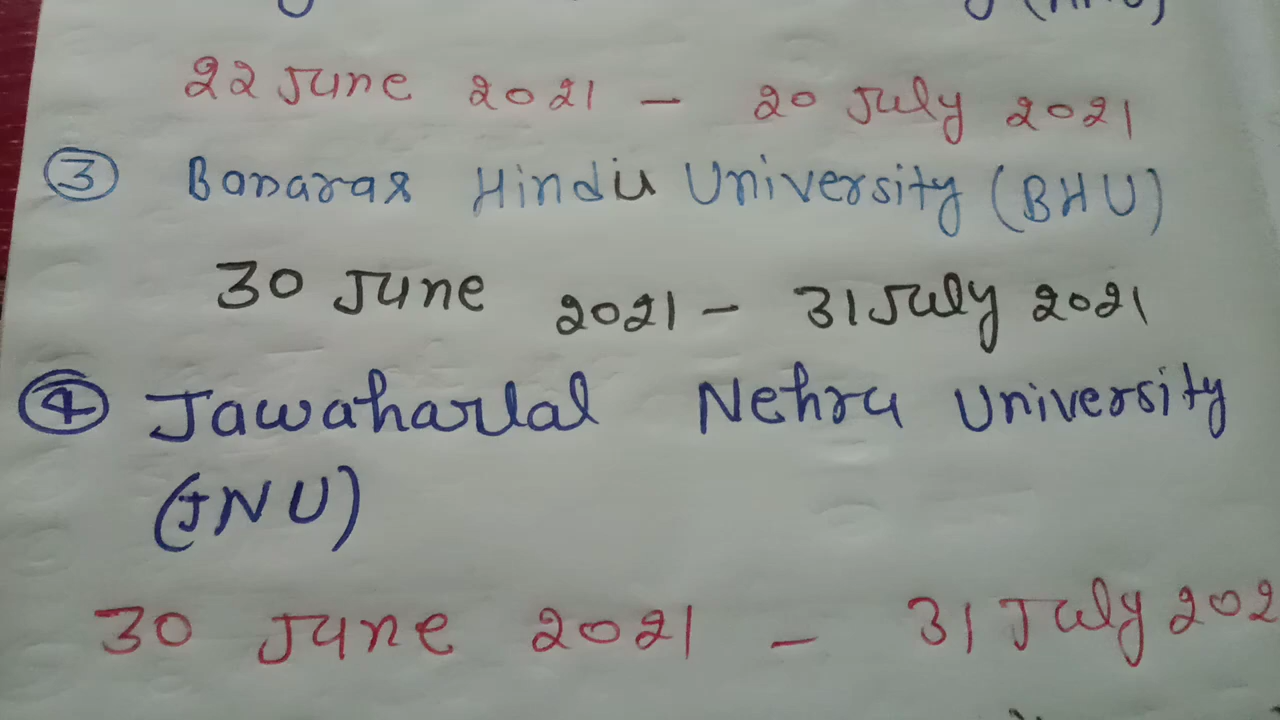 22 June 2021 - 20 July 2021
③ Banaras Hindu University (BHU)
30 June 2021 - 31 July 2021
④ Jawaharlal Nehru University
(JNU)
30 June 2021 - 31 July 202